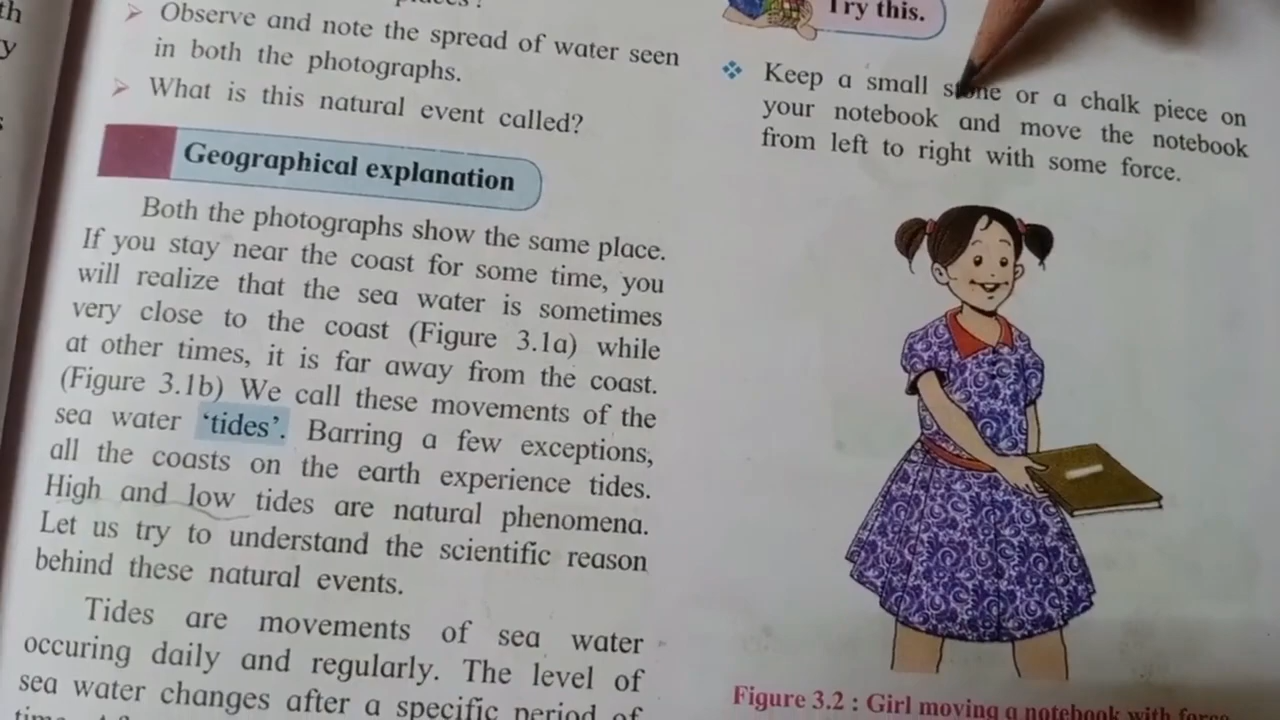 th
y
places?
Observe and note the spread of water seen
in both the photographs.
What is this natural event called?
Geographical explanation
Both the photographs show the same place.
If you stay near the coast for some time, you
will realize that the sea water is sometimes
very close to the coast (Figure 3.1a) while
at other times, it is far away from the coast.
(Figure 3.1b) We call these movements of the
sea water ‘tides’. Barring a few exceptions,
all the coasts on the earth experience tides.
High and low tides are natural phenomena.
Let us try to understand the scientific reason
behind these natural events.
Tides are movements of sea water
occuring daily and regularly. The level of
sea water changes after a specific period of
Try this.
Keep a small stone or a chalk piece on
your notebook and move the notebook
from left to right with some force.
Figure 3.2 : Girl moving a notebook with force